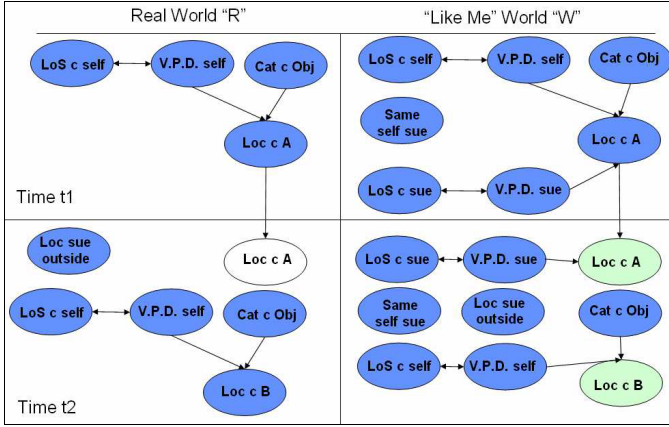 Real World “R”
“Like Me” World “W”
LoS c self
V.P.D. self
Cat c Obj
Loc c A
Time t1
LoS c self
V.P.D. self
Cat c Obj
Same
self sue
Loc c A
LoS c sue
V.P.D. sue
Loc sue
outside
Loc c A
LoS c self
V.P.D. self
Cat c Obj
Loc c B
Time t2
LoS c sue
V.P.D. sue
Loc c A
Same
self sue
Loc sue
outside
Cat c Obj
LoS c self
V.P.D. self
Loc c B